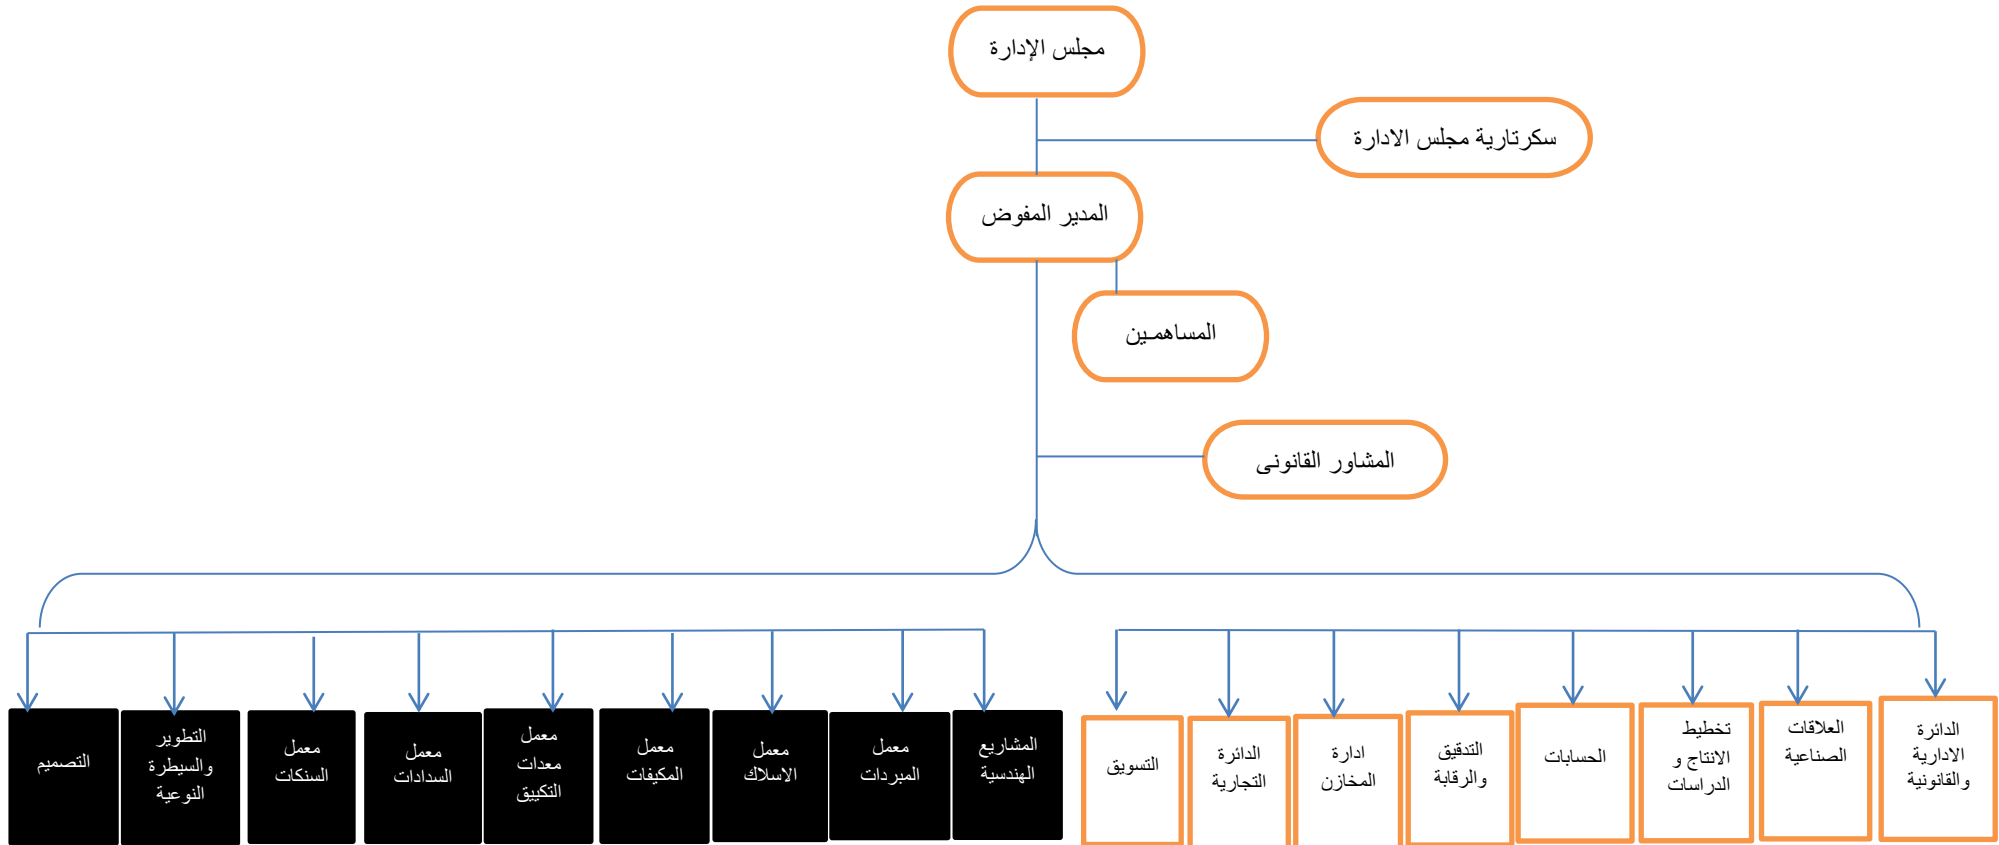 مجلس الإدارة
سكرتارية مجلس الادارة
المدير المفوض
المساهمـين
المشاور القانونى
الدائرة
الادارية
والقانونية
العلاقات
الصناعية
تخطيط
الانتاج و
الدراسات
الحسابات
التدقيق
والرقابة
ادارة
المخازن
الدائرة
التجارية
التسويق
المشاريع
الهندسية
معمل
المبردات
معمل
الاسلاك
معمل
المكيفات
معمل
معدات
التكييق
معمل
السدادات
معمل
السنكات
التطوير
والسيطرة
النوعية
التصميم